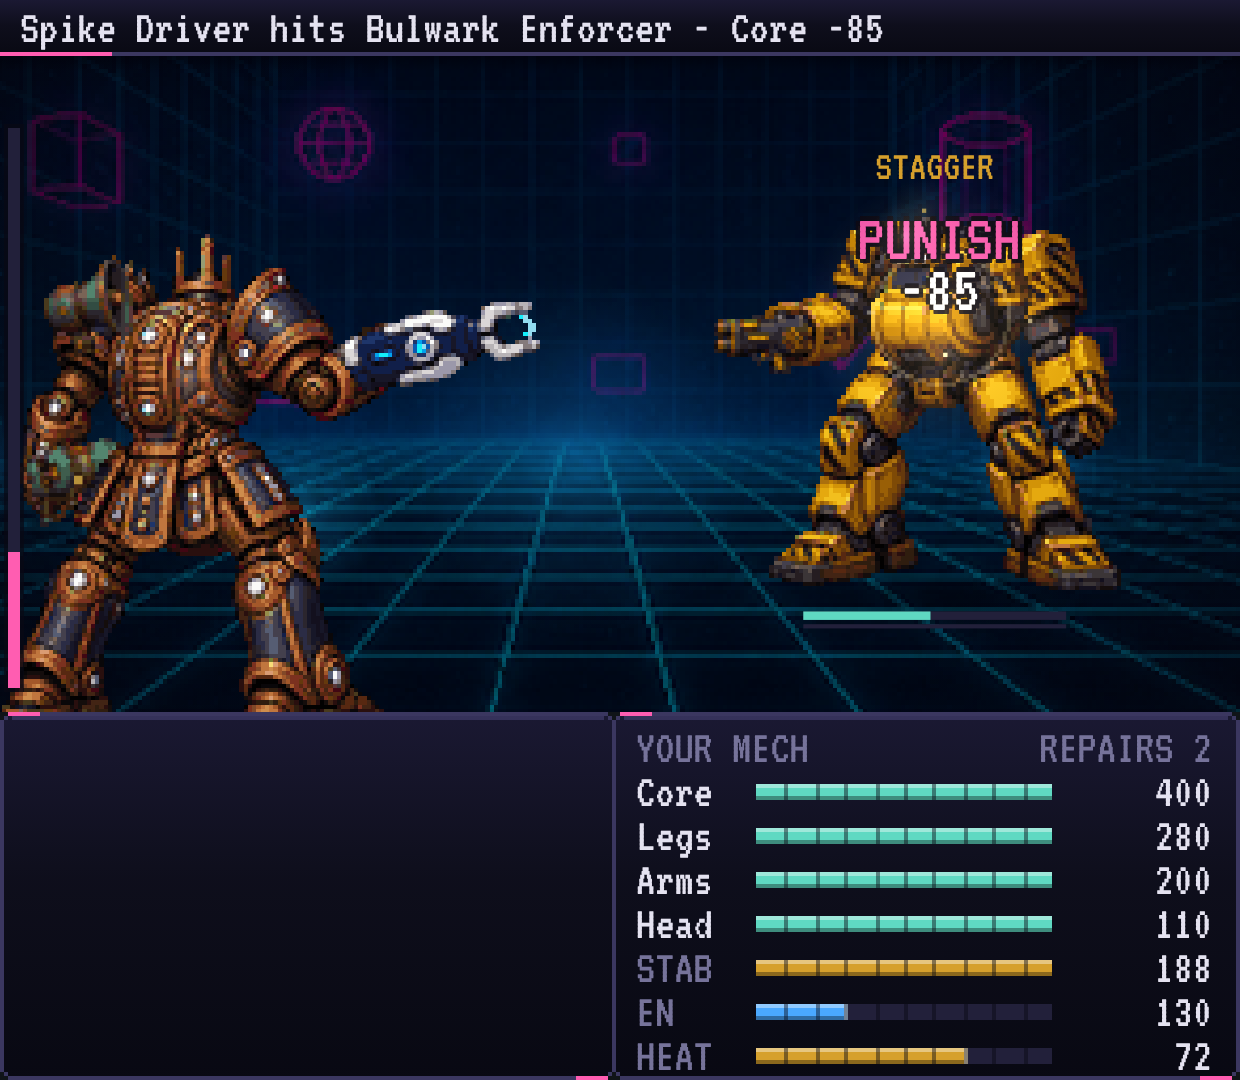 Spike Driver hits Bulwark Enforcer - Core -85
STAGGER
PUNISH
-85
YOUR MECH REPAIRS 2
Core 400
Legs 280
Arms 200
Head 110
STAB 188
EN 130
HEAT 72